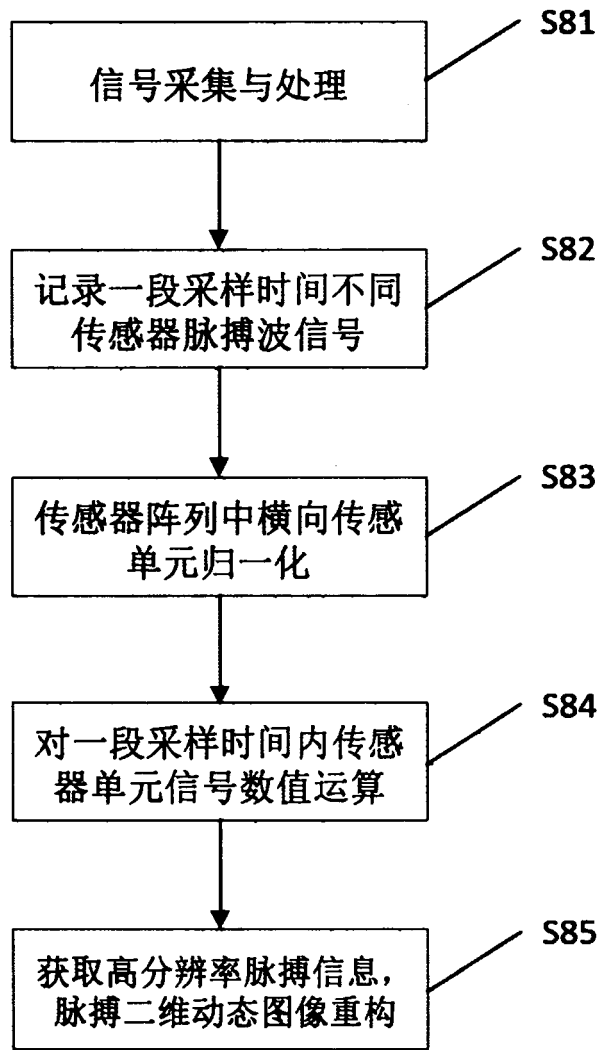 S81
信号采集与处理
S82
记录一段采样时间不同
传感器脉搏波信号
S83
传感器阵列中横向传感
单元归一化
S84
对一段采样时间内传感
器单元信号数值运算
S85
获取高分辨率脉搏信息，
脉搏二维动态图像重构